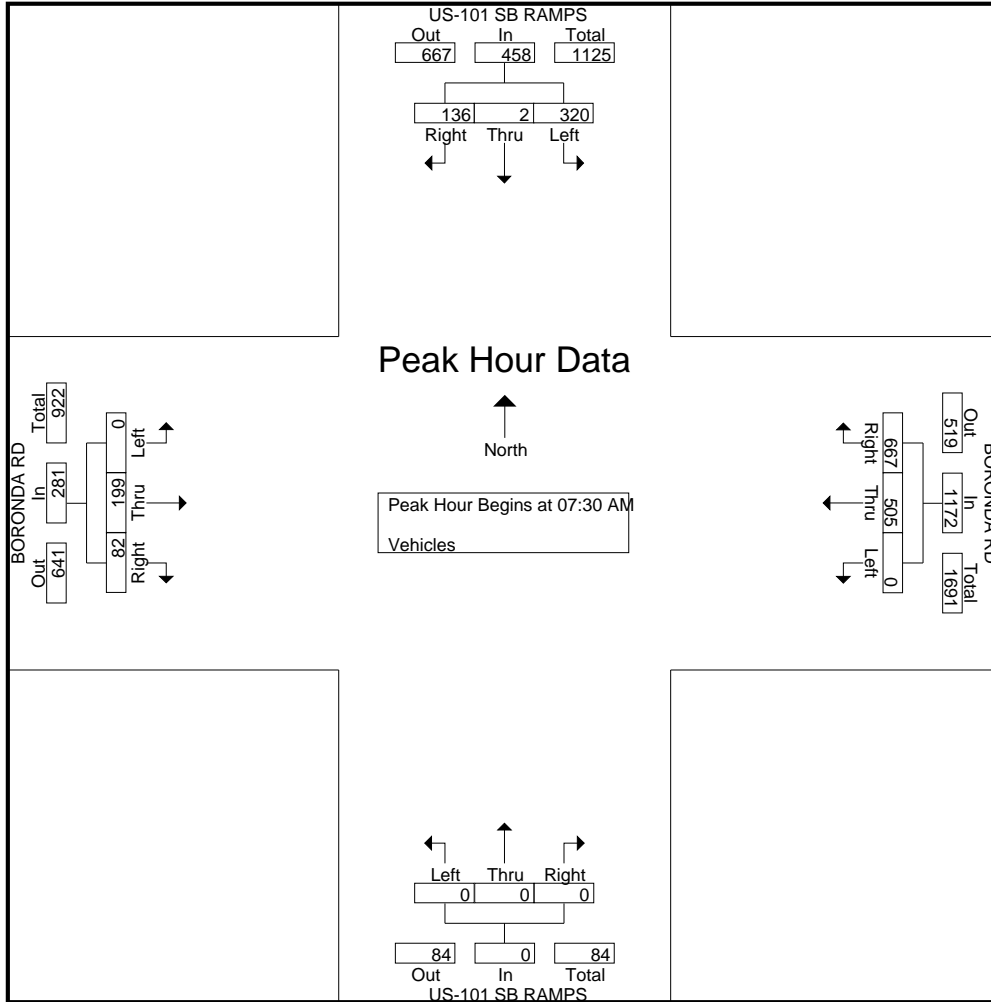 US-101 SB RAMPS
Out In Total
667 458 1125
136 2 320
Right Thru Left
Peak Hour Data
North
Peak Hour Begins at 07:30 AM
Vehicles
BORONDA RD
Out In Total
641 281 922
Right Thru Left
82 199 0
BORONDA RD
Out In Total
519 1172 1691
Right Thru Left
667 505 0
Left Thru Right
0 0 0
84 0 84
Out In Total
US-101 SB RAMPS